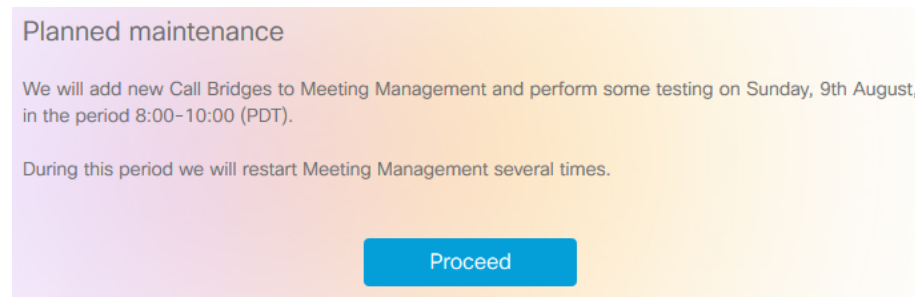 Planned maintenance
We will add new Call Bridges to Meeting Management and perform some testing on Sunday, 9th August,
in the period 8:00-10:00 (PDT).
During this period we will restart Meeting Management several times.
Proceed